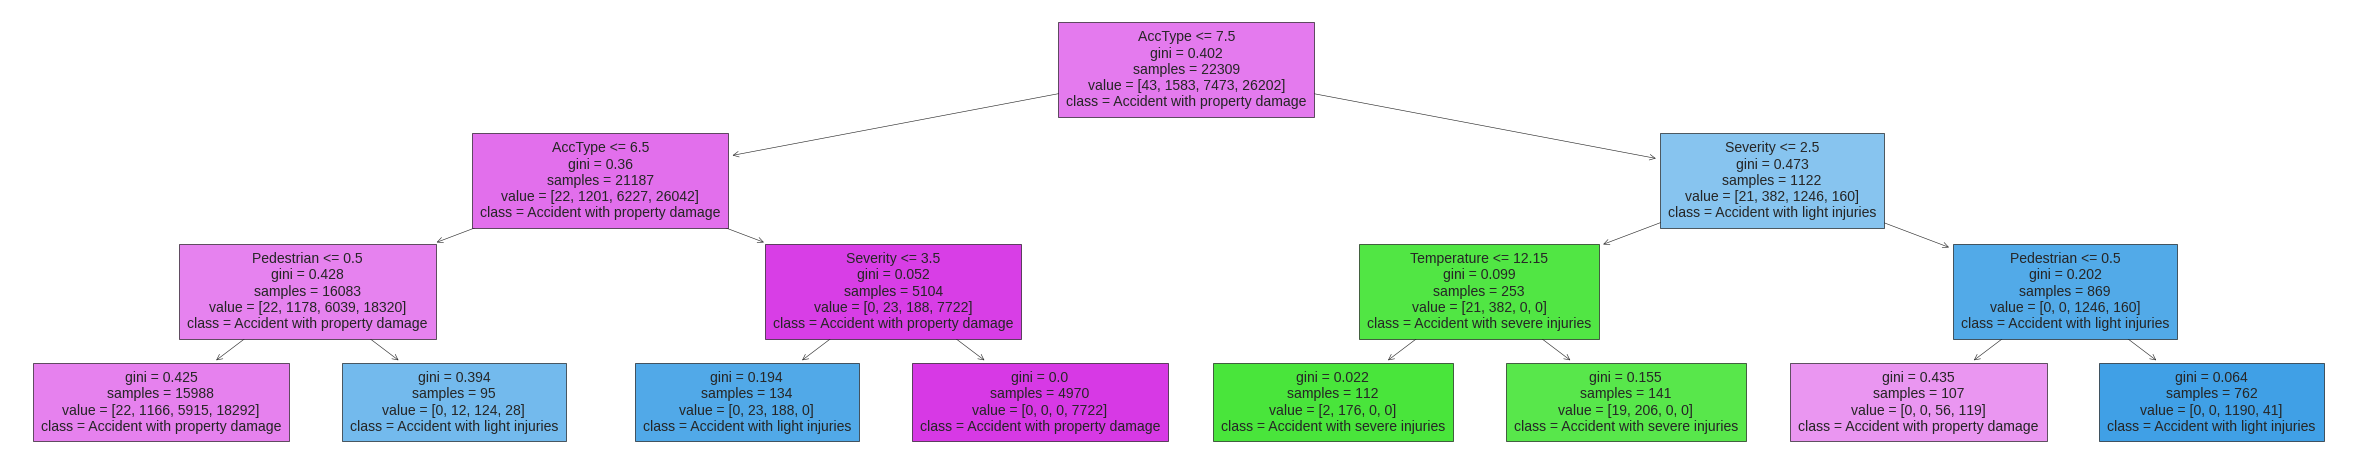 AccType <= 7.5
gini = 0.402
samples = 22309
value = [43, 1583, 7473, 26202]
class = Accident with property damage
AccType <= 6.5
gini = 0.36
samples = 21187
value = [22, 1201, 6227, 26042]
class = Accident with property damage
Severity <= 2.5
gini = 0.473
samples = 1122
value = [21, 382, 1246, 160]
class = Accident with light injuries
Pedestrian <= 0.5
gini = 0.428
samples = 16083
value = [22, 1178, 6039, 18320]
class = Accident with property damage
Severity <= 3.5
gini = 0.052
samples = 5104
value = [0, 23, 188, 7722]
class = Accident with property damage
Temperature <= 12.15
gini = 0.099
samples = 253
value = [21, 382, 0, 0]
class = Accident with severe injuries
Pedestrian <= 0.5
gini = 0.202
samples = 869
value = [0, 0, 1246, 160]
class = Accident with light injuries
gini = 0.425
samples = 15988
value = [22, 1166, 5915, 18292]
class = Accident with property damage
gini = 0.394
samples = 95
value = [0, 12, 124, 28]
class = Accident with light injuries
gini = 0.194
samples = 134
value = [0, 23, 188, 0]
class = Accident with light injuries
gini = 0.0
samples = 4970
value = [0, 0, 0, 7722]
class = Accident with property damage
gini = 0.022
samples = 112
value = [2, 176, 0, 0]
class = Accident with severe injuries
gini = 0.155
samples = 141
value = [19, 206, 0, 0]
class = Accident with severe injuries
gini = 0.435
samples = 107
value = [0, 0, 56, 119]
class = Accident with property damage
gini = 0.064
samples = 762
value = [0, 0, 1190, 41]
class = Accident with light injuries